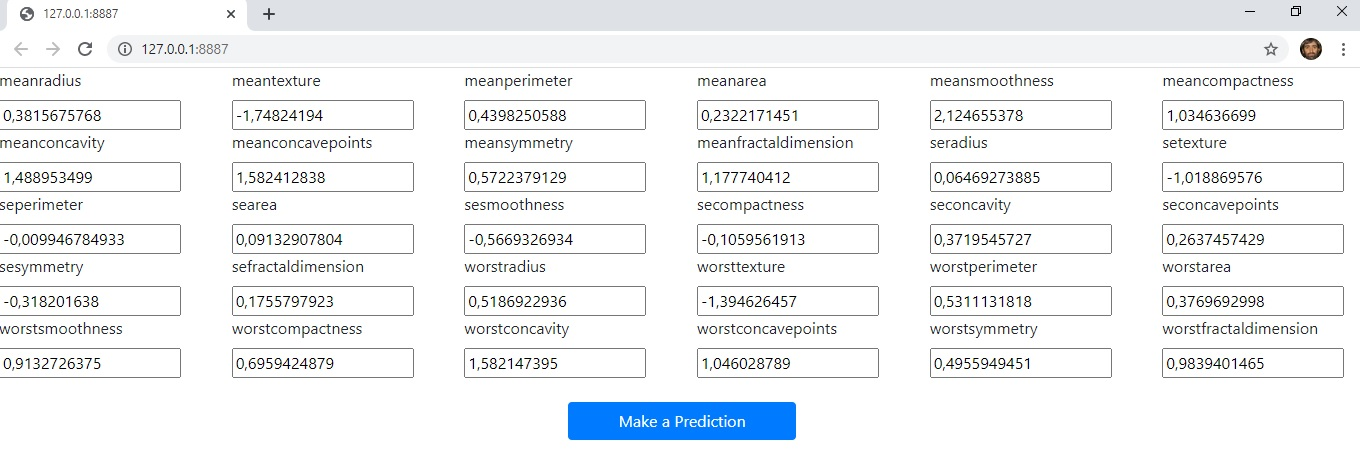 127.0.0.1:8887
127.0.0.1:8887
meanradius meantexture meanperimeter meanarea meansmoothness meancompactness
0,3815675768 -1,74824194 0,4398250588 0,2322171451 2,124655378 1,034636699
meanconcavity meanconcavepoints meansymmetry meanfractaldimension seradius setexture
1,488953499 1,582412838 0,5722379129 1,177740412 0,06469273885 -1,018869576
seperimeter searea sesmoothness secompactness seconcavity seconcavepoints
-0,009946784933 0,09132907804 -0,5669326934 -0,1059561913 0,3719545727 0,2637457429
sesymmetry sefractaldimension worstradius worsttexture worstperimeter worstarea
-0,318201638 0,1755797923 0,5186922936 -1,394626457 0,5311131818 0,3769692998
worstsmoothness worstcompactness worstconcavity worstconcavepoints worstsymmetry worstfractaldimension
0,9132726375 0,6959424879 1,582147395 1,046028789 0,4955949451 0,9839401465
Make a Prediction